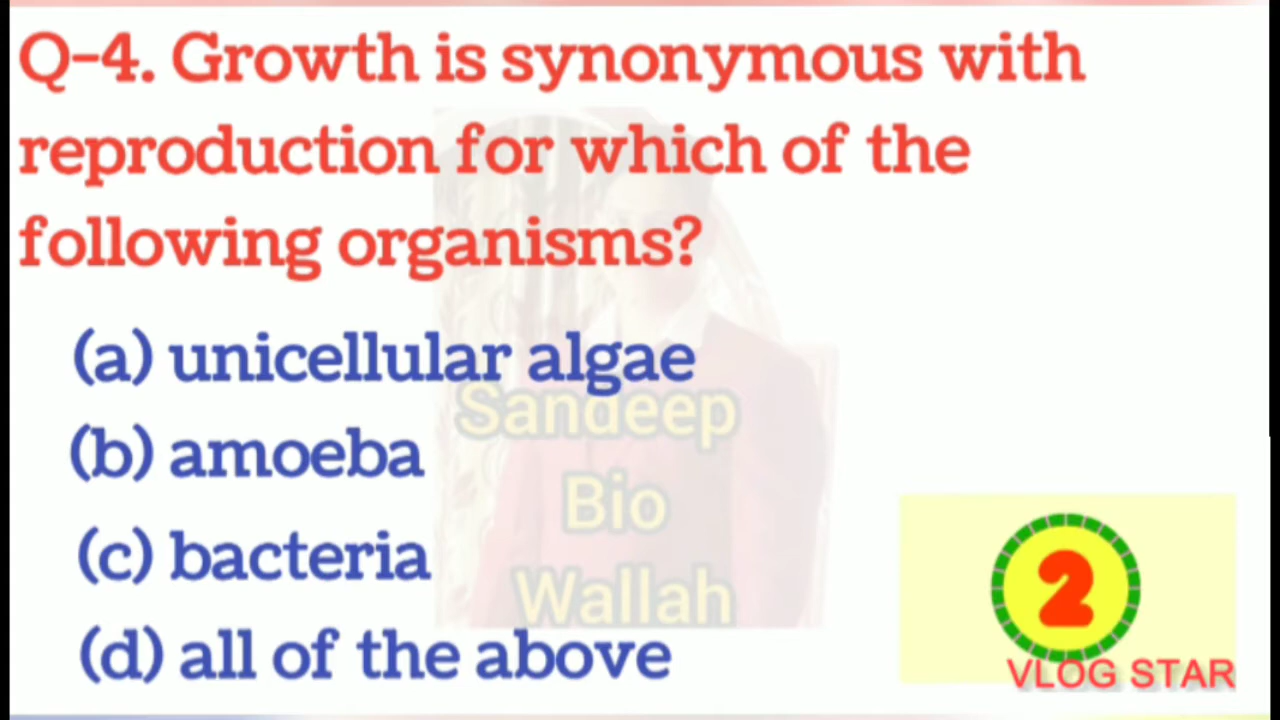 Q-4. Growth is synonymous with
reproduction for which of the
following organisms?
(a) unicellular algae
(b) amoeba
(c) bacteria
(d) all of the above
Sandeep
Bio
Wallah
2
VLOG STAR